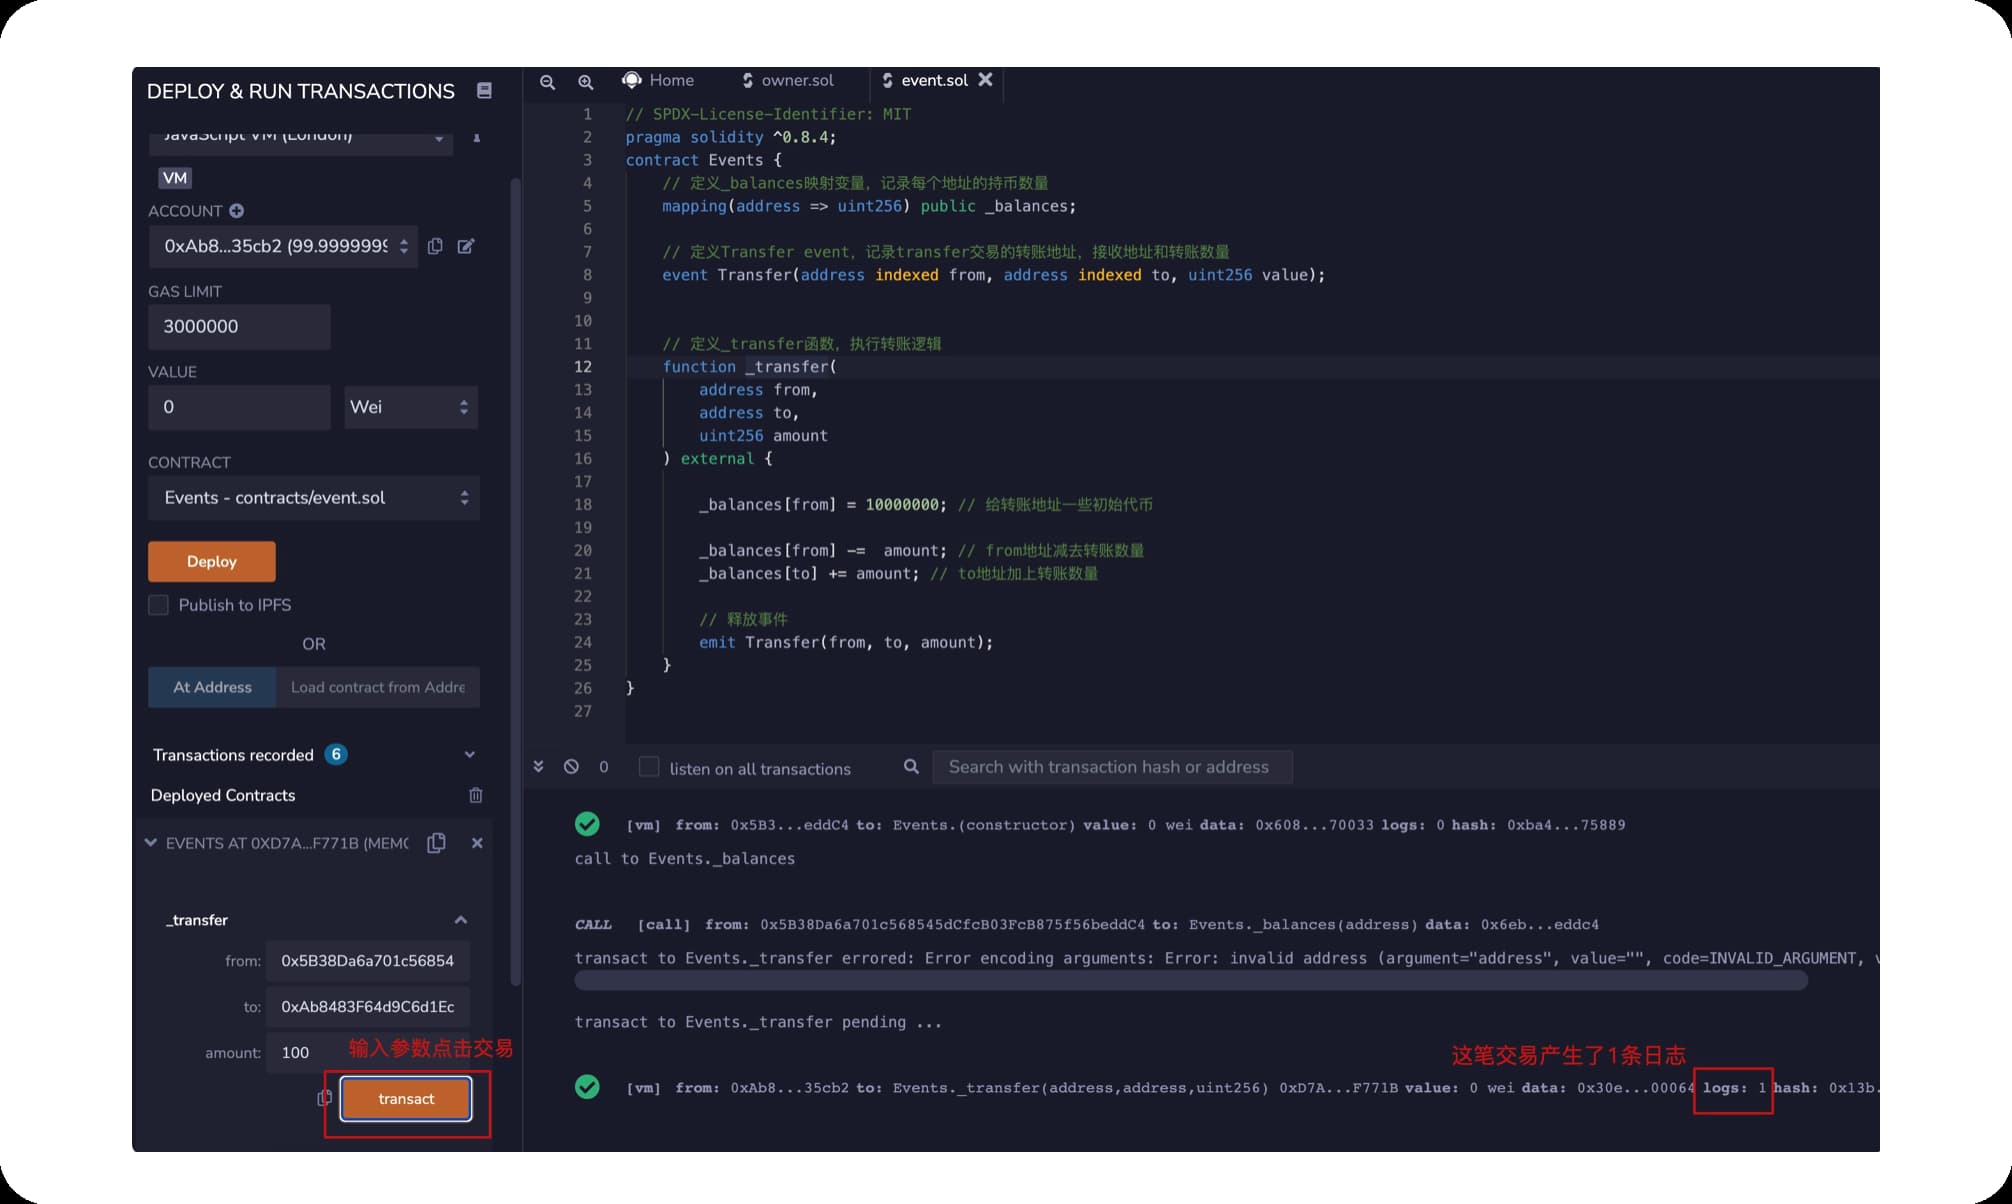 DEPLOY & RUN TRANSACTIONS
JavaScript VM (London)
VM
ACCOUNT
0xAb8...35cb2 (99.9999999
GAS LIMIT
3000000
VALUE
0
Wei
CONTRACT
Events - contracts/event.sol
Deploy
Publish to IPFS
OR
At Address
Load contract from Addre
Transactions recorded 6
Deployed Contracts
EVENTS AT 0XD7A...F771B (MEMO
_transfer
from: 0x5B38Da6a701c56854
to: 0xAb8483F64d9C6d1Ec
amount: 100
输入参数点击交易
transact
Home
owner.sol
event.sol
1 // SPDX-License-Identifier: MIT
2 pragma solidity ^0.8.4;
3 contract Events {
4 // 定义_balances映射变量，记录每个地址的持币数量
5 mapping(address => uint256) public _balances;
6
7 // 定义Transfer event，记录transfer交易的转账地址，接收地址和转账数量
8 event Transfer(address indexed from, address indexed to, uint256 value);
9
10
11 // 定义_transfer函数，执行转账逻辑
12 function _transfer(
13 address from,
14 address to,
15 uint256 amount
16 ) external {
17
18 _balances[from] = 10000000; // 给转账地址一些初始代币
19
20 _balances[from] -=  amount; // from地址减去转账数量
21 _balances[to] += amount; // to地址加上转账数量
22
23 // 释放事件
24 emit Transfer(from, to, amount);
25 }
26 }
27
0
listen on all transactions
Search with transaction hash or address
[vm] from: 0x5B3...eddC4 to: Events.(constructor) value: 0 wei data: 0x608...70033 logs: 0 hash: 0xba4...75889
call to Events._balances
CALL [call] from: 0x5B38Da6a701c568545dCfcB03FcB875f56beddC4 to: Events._balances(address) data: 0x6eb...eddc4
transact to Events._transfer errored: Error encoding arguments: Error: invalid address (argument="address", value="", code=INVALID_ARGUMENT, v
transact to Events._transfer pending ...
这笔交易产生了1条日志
[vm] from: 0xAb8...35cb2 to: Events._transfer(address,address,uint256) 0xD7A...F771B value: 0 wei data: 0x30e...00064 logs: 1 hash: 0x13b.